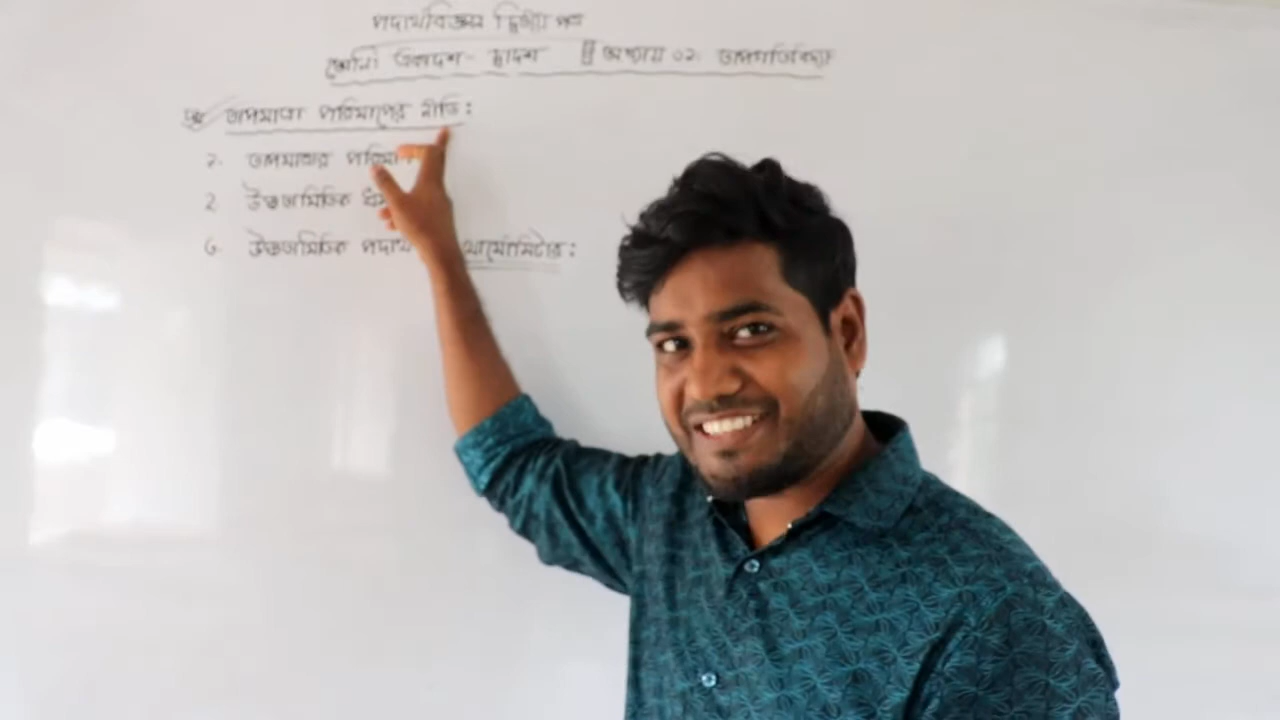 পদার্থবিজ্ঞান দ্বিতীয় পত্র
শ্রেণি একাদশ- দ্বাদশ || অধ্যায় ০১: তাপগতিবিদ্যা
তাপমাত্রা পরিমাপের নীতি:
১. তাপমাত্রার
২. উষ্ণতামিতিক
৩. উষ্ণতামিতিক পদার্থ থার্মোমিটার: